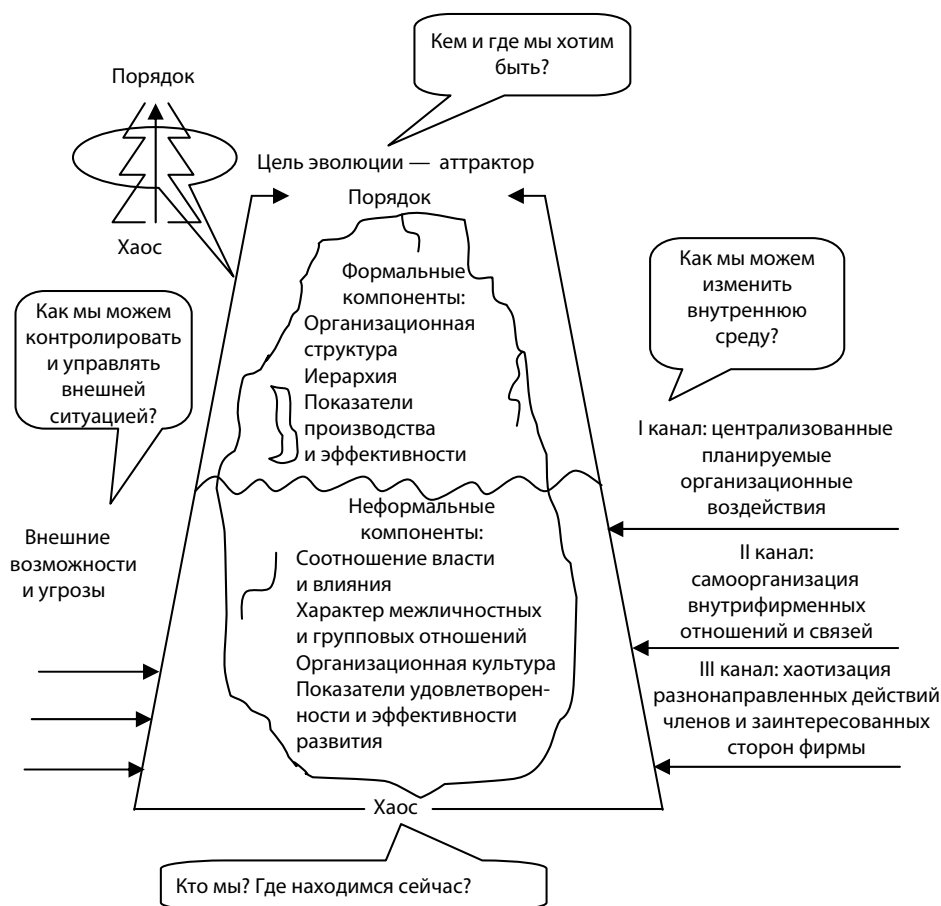 Кем и где мы хотим
быть?
Порядок
Хаос
Цель эволюции — аттрактор
Порядок
Формальные
компоненты:
Организационная
структура
Иерархия
Показатели
производства
и эффективности
Как мы можем
контролировать
и управлять
внешней
ситуацией?
Как мы можем
изменить
внутреннюю
среду?
I канал: централизованные
планируемые
организационные
воздействия
Внешние
возможности
и угрозы
Неформальные
компоненты:
Соотношение власти
и влияния
Характер межличностных
и групповых отношений
Организационная культура
Показатели удовлетворен-
ности и эффективности
развития
II канал:
самоорганизация
внутрифирменных
отношений и связей
III канал: хаотизация
разнонаправленных действий
членов и заинтересованных
сторон фирмы
Хаос
Кто мы? Где находимся сейчас?